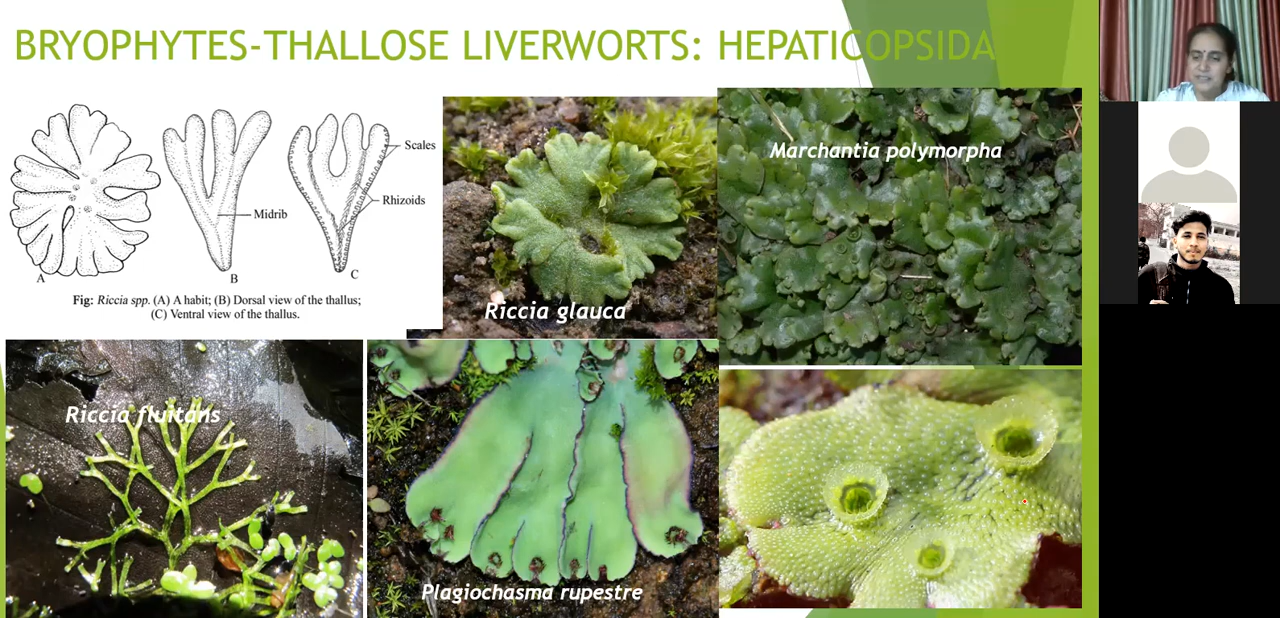 BRYOPHYTES-THALLOSE LIVERWORTS: HEPATICOPSIDA
Scales
Rhizoids
Midrib
A
B
C
Fig: Riccia spp. (A) A habit; (B) Dorsal view of the thallus;
(C) Ventral view of the thallus.
Riccia glauca
Marchantia polymorpha
Riccia fluitans
Plagiochasma rupestre